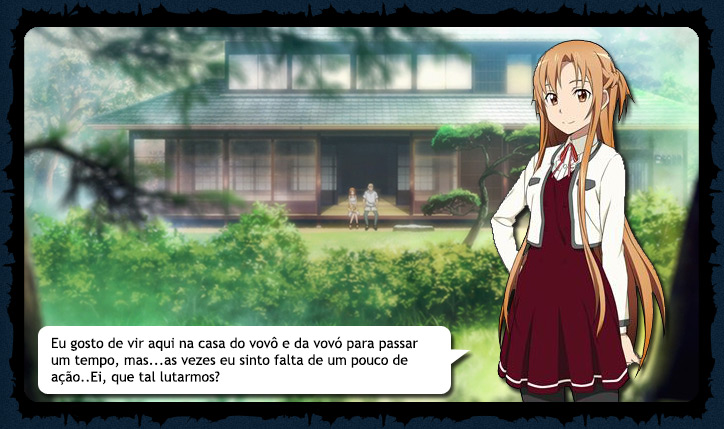 Eu gosto de vir aqui na casa do vovô e da vovó para passar
um tempo, mas...as vezes eu sinto falta de um pouco de
ação..Ei, que tal lutarmos?